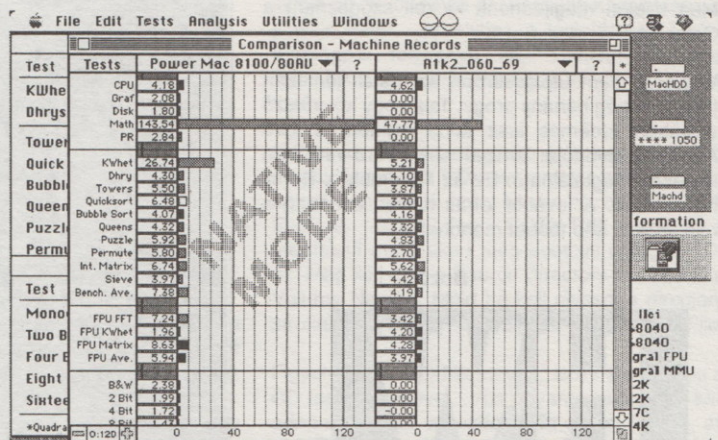 File Edit Tests Analysis Utilities Windows
Comparison - Machine Records
Test
KWhe
Dhrys
Tower
Quick
Bubbl
Queen
Puzzl
Permu
Test
Mono
Two B
Four B
Eight
Sixtee
*Quadra
Tests Power Mac 8100/80AV ? A1k2_060_69 ? *
CPU 4.18 4.62
Graf 2.08 0.00
Disk 1.80 0.00
Math 143.54 47.77
PR 2.84 0.00
KWhet 26.74 5.21
Dhry 4.30 4.10
Towers 5.50 3.87
Quicksort 6.48 3.70
Bubble Sort 4.07 4.16
Queens 4.32 3.32
Puzzle 5.92 4.83
Permute 5.80 2.70
Int. Matrix 6.74 5.62
Sieve 3.97 4.42
Bench. Ave. 7.38 4.19
FPU FFT 7.24 3.42
FPU KWhet 1.96 4.20
FPU Matrix 8.63 4.28
FPU Ave. 5.94 3.97
B&W 2.38 0.00
2 Bit 1.99 0.00
4 Bit 1.72 -0.00
0:120 0 40 80 120 0 40 80 120
NATIVE
MODE
MacHDD
**** 1050
Machd
formation
IIci
8040
8040
gral FPU
gral MMU
2K
2K
7C
4K